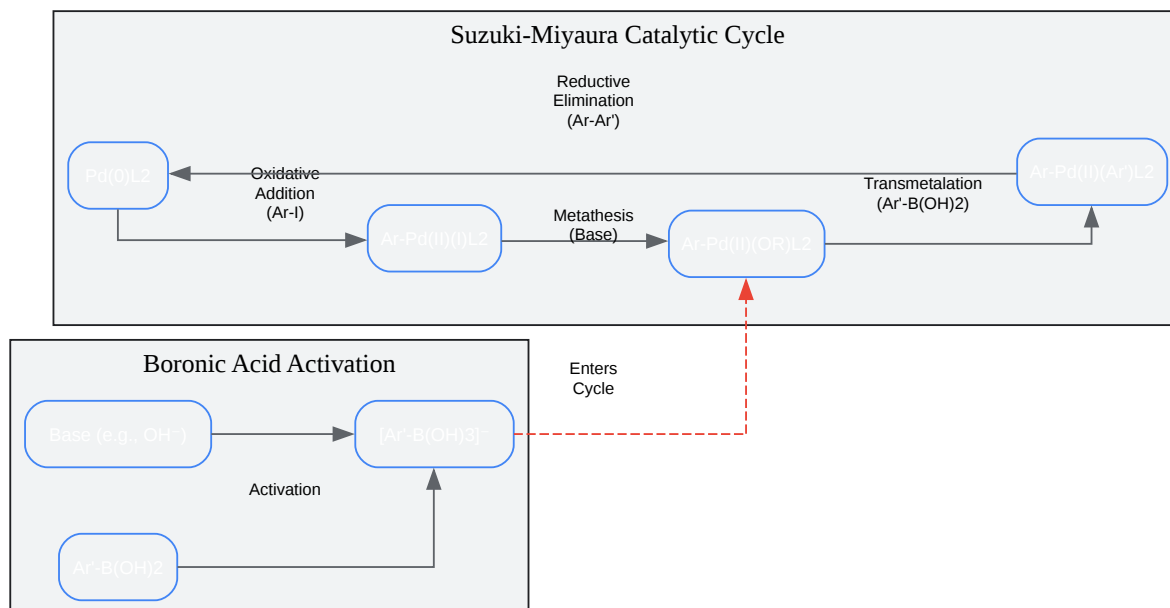 Suzuki-Miyaura Catalytic Cycle
Reductive
Elimination
(Ar-Ar')
Pd(0)L2
Oxidative
Addition
(Ar-I)
Ar-Pd(II)(I)L2
Metathesis
(Base)
Ar-Pd(II)(OR)L2
Transmetalation
(Ar'-B(OH)2)
Ar-Pd(II)(Ar')L2
Boronic Acid Activation
Base (e.g., OH⁻)
[Ar'-B(OH)3]⁻
Activation
Ar'-B(OH)2
Enters
Cycle